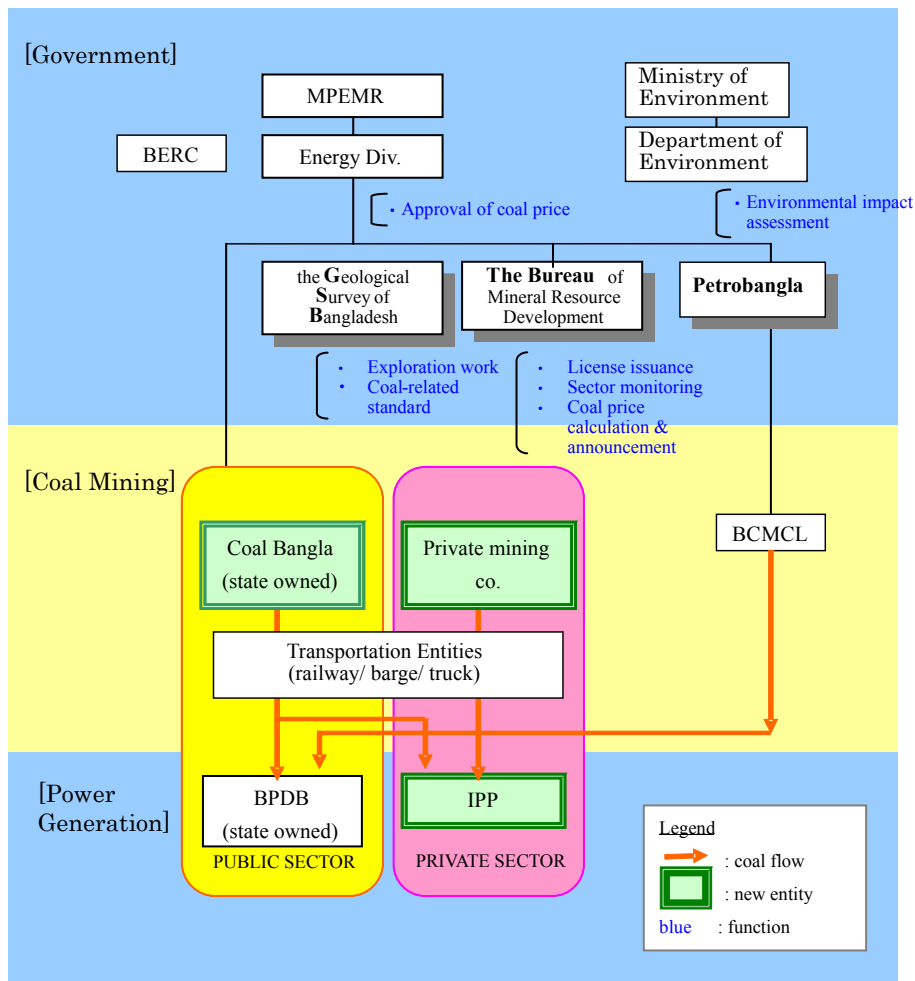 [Government]
MPEMR
Ministry of
Environment
BERC
Energy Div.
Department of
Environment
· Approval of coal price
· Environmental impact
assessment
the Geological
Survey of
Bangladesh
The Bureau of
Mineral Resource
Development
Petrobangla
· Exploration work
· Coal-related
standard
· License issuance
· Sector monitoring
· Coal price
calculation &
announcement
[Coal Mining]
Coal Bangla
(state owned)
Private mining
co.
BCMCL
Transportation Entities
(railway/ barge/ truck)
[Power
Generation]
BPDB
(state owned)
IPP
PUBLIC SECTOR
PRIVATE SECTOR
Legend
: coal flow
: new entity
blue : function